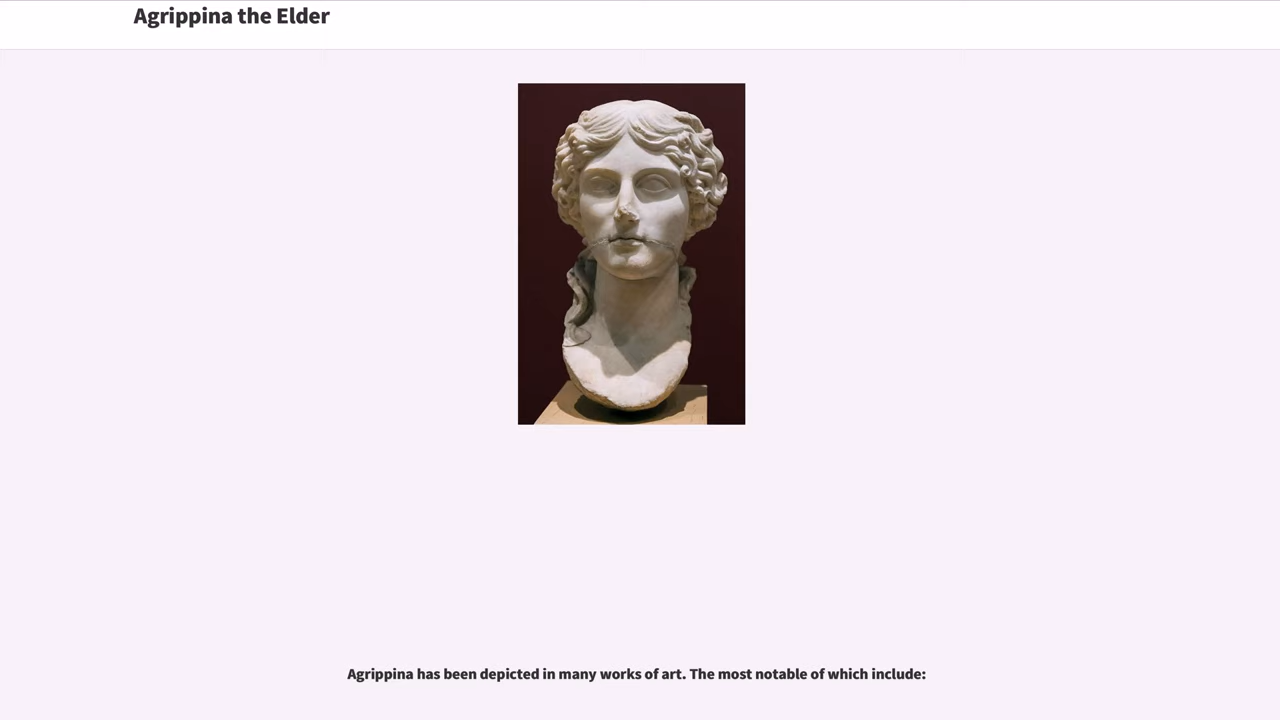 Agrippina the Elder
Agrippina has been depicted in many works of art. The most notable of which include: